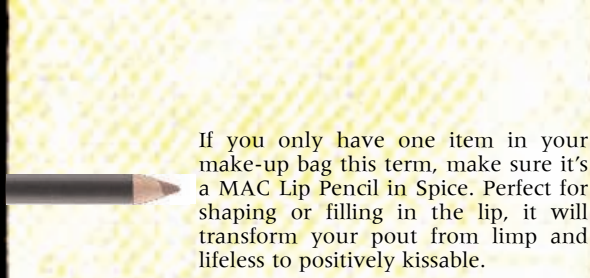 If you only have one item in your
make-up bag this term, make sure it's
a MAC Lip Pencil in Spice. Perfect for
shaping or filling in the lip, it will
transform your pout from limp and
lifeless to positively kissable.